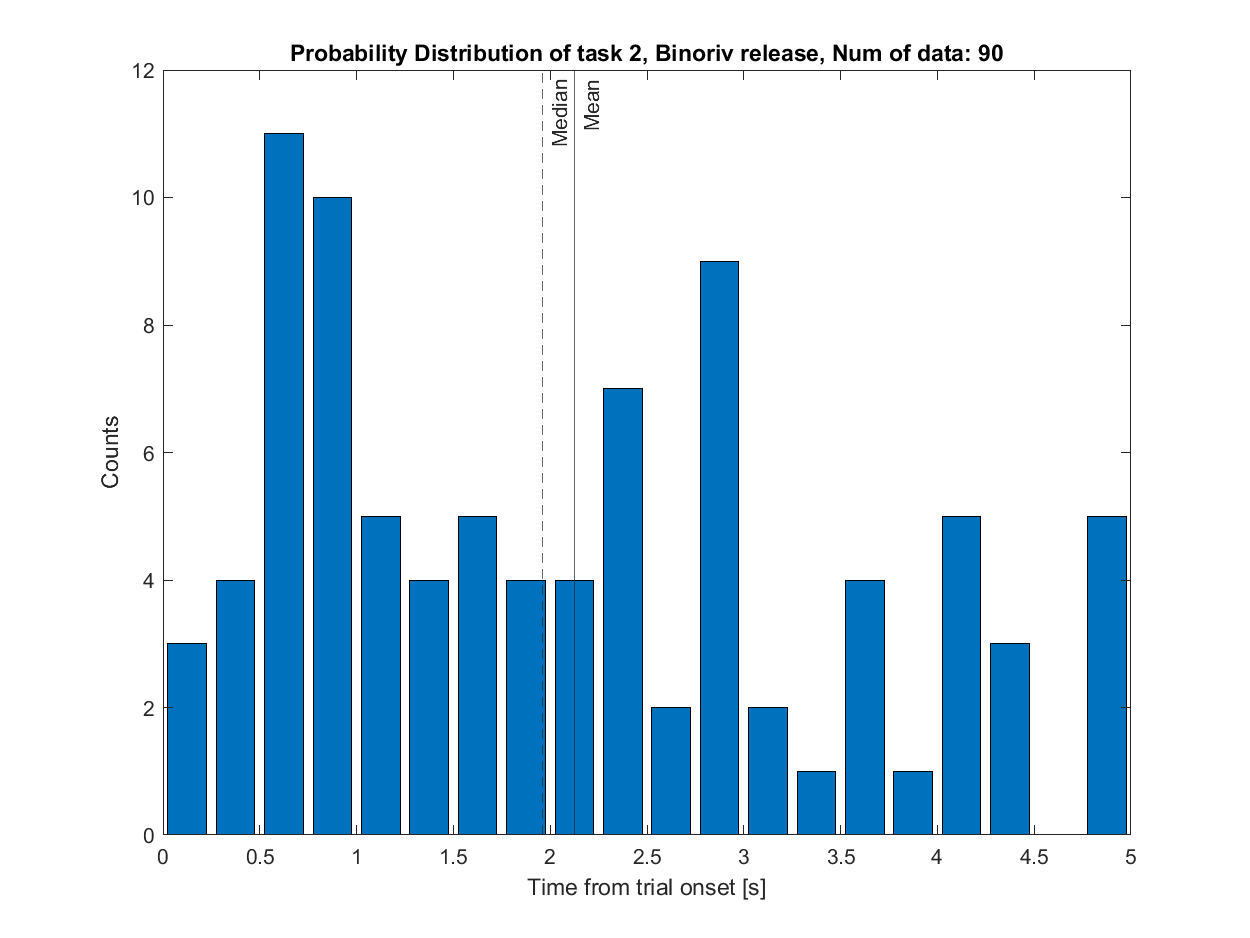 Probability Distribution of task 2, Binoriv release, Num of data: 90
12
10
8
6
4
2
0
Counts
Median
Mean
0 0.5 1 1.5 2 2.5 3 3.5 4 4.5 5
Time from trial onset [s]